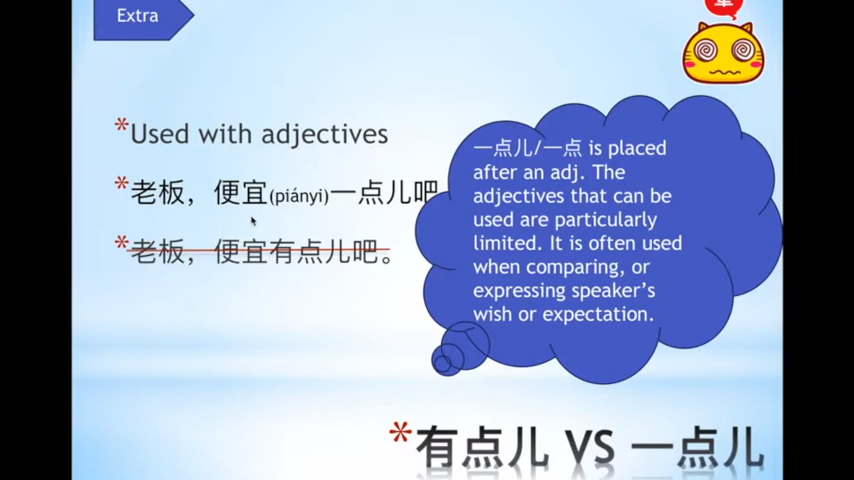 Extra
*Used with adjectives
*老板，便宜(piányi)一点儿吧
*老板，便宜有点儿吧。
一点儿/一点 is placed
after an adj. The
adjectives that can be
used are particularly
limited. It is often used
when comparing, or
expressing speaker's
wish or expectation.
*有点儿 VS 一点儿